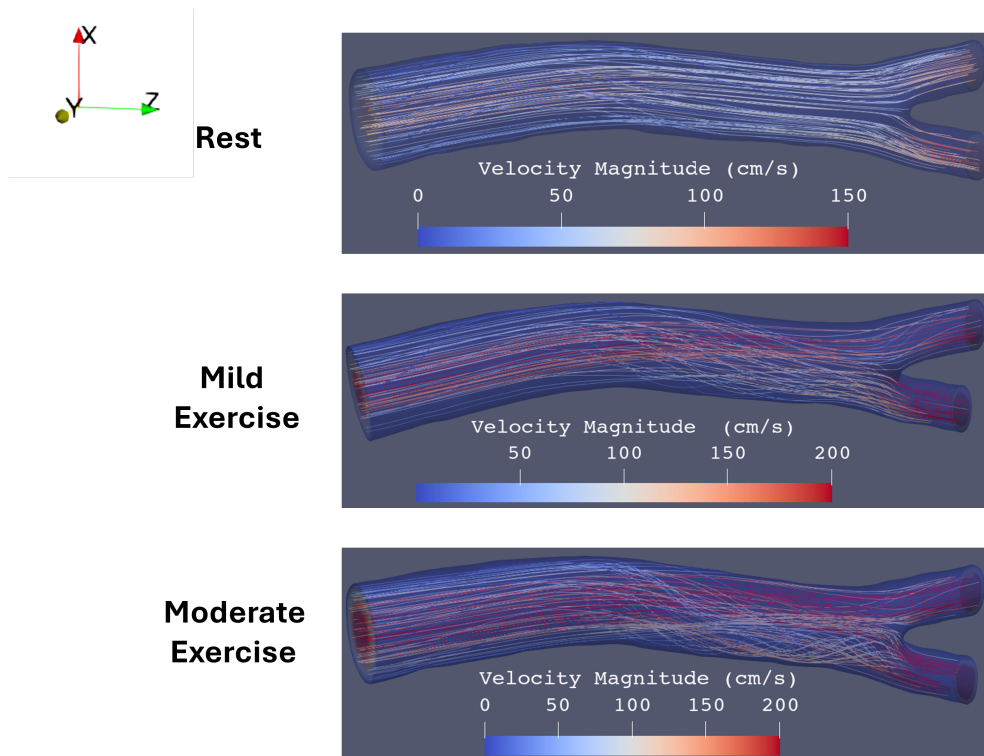 X
Y
Z
Rest
Velocity Magnitude (cm/s)
0 50 100 150
Mild
Exercise
Velocity Magnitude (cm/s)
50 100 150 200
Moderate
Exercise
Velocity Magnitude (cm/s)
0 50 100 150 200